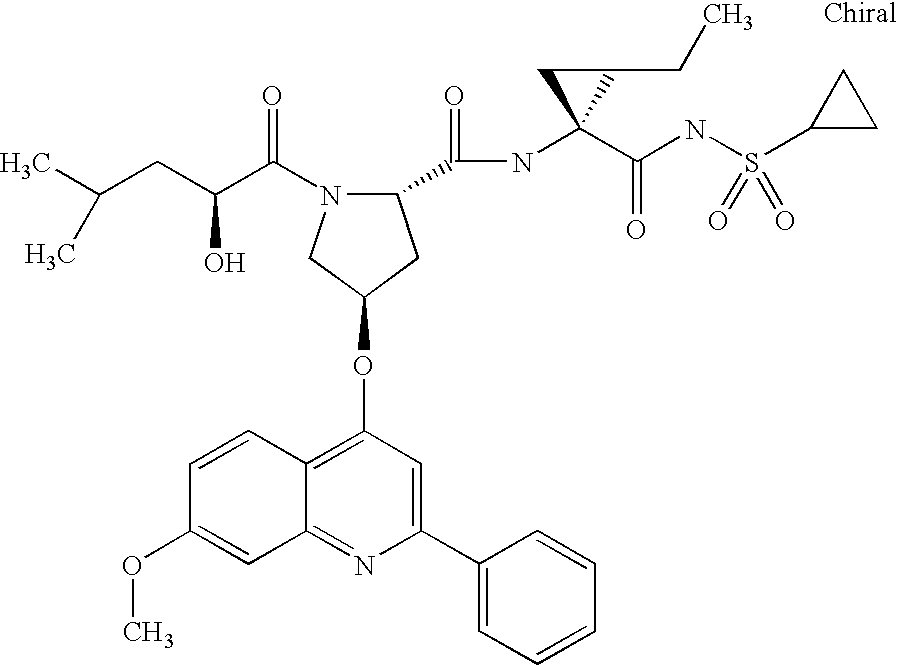 CH3 Chiral
O O
H3C N N N
S
H3C OH O O O
O
N
O
CH3